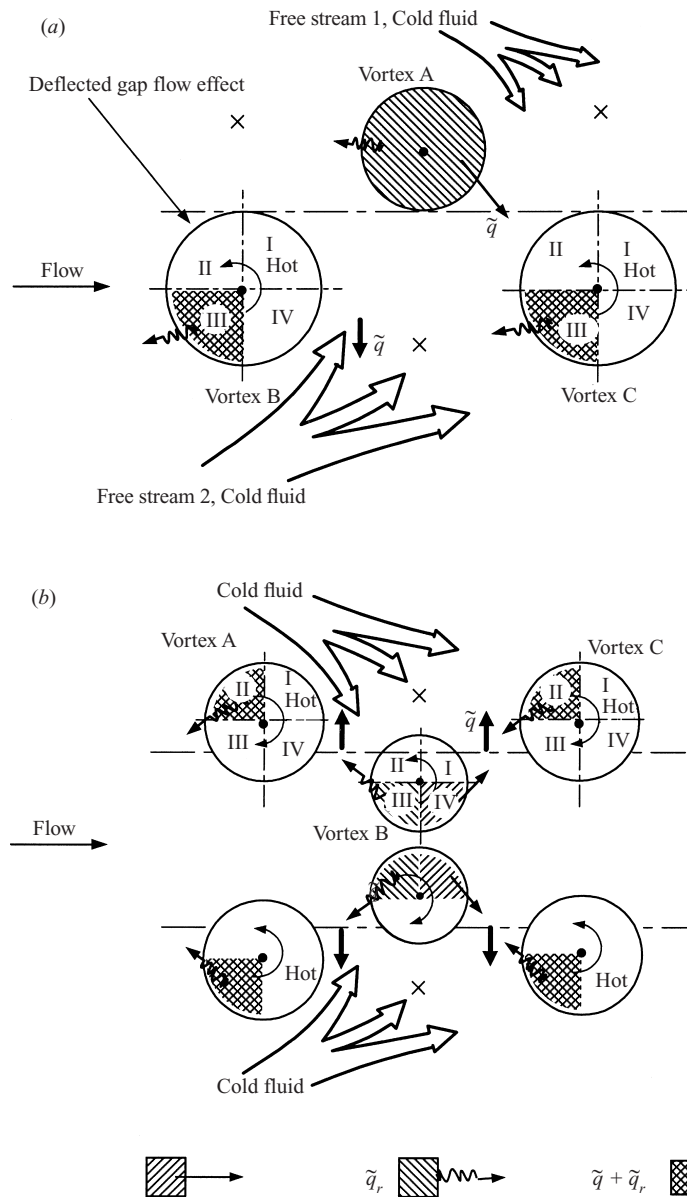 (a)
Free stream 1, Cold fluid
Vortex A
Deflected gap flow effect
q̃
I
II
Hot
III
IV
I
II
Hot
III
IV
Flow
q̃
Vortex B
Vortex C
Free stream 2, Cold fluid
(b)
Cold fluid
Vortex A
Vortex C
II
I
Hot
III
IV
q̃
II
I
Hot
III
IV
II
I
III
IV
Flow
Vortex B
Hot
Hot
Cold fluid
q̃r
q̃ + q̃r